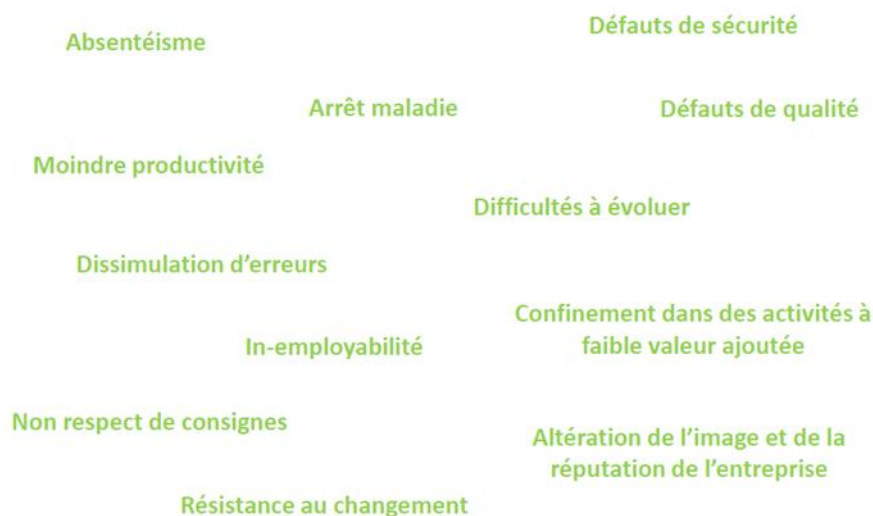 Défauts de sécurité
Absentéisme
Arrêt maladie
Défauts de qualité
Moindre productivité
Difficultés à évoluer
Dissimulation d’erreurs
Confinement dans des activités à
faible valeur ajoutée
In-employabilité
Non respect de consignes
Altération de l’image et de la
réputation de l’entreprise
Résistance au changement